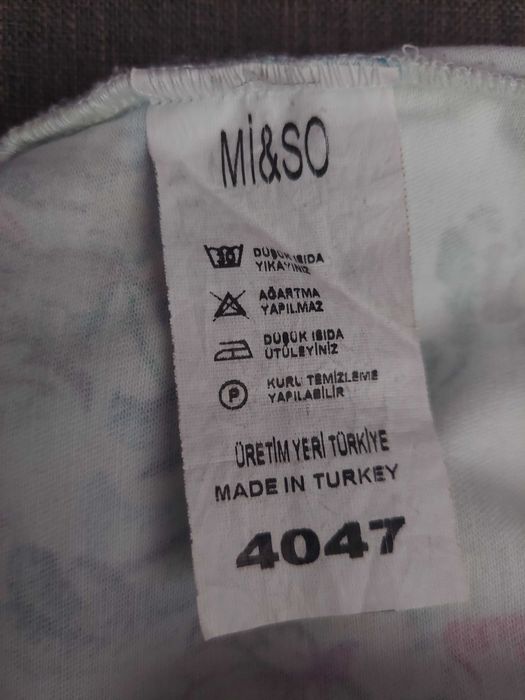 Mİ&SO
30
DÜŞÜK ISIDA
YIKAYINIZ
AĞARTMA
YAPILMAZ
DÜŞÜK ISIDA
ÜTÜLEYİNİZ
P
KURU TEMİZLEME
YAPILABİLİR
ÜRETİM YERİ TÜRKİYE
MADE IN TURKEY
4047